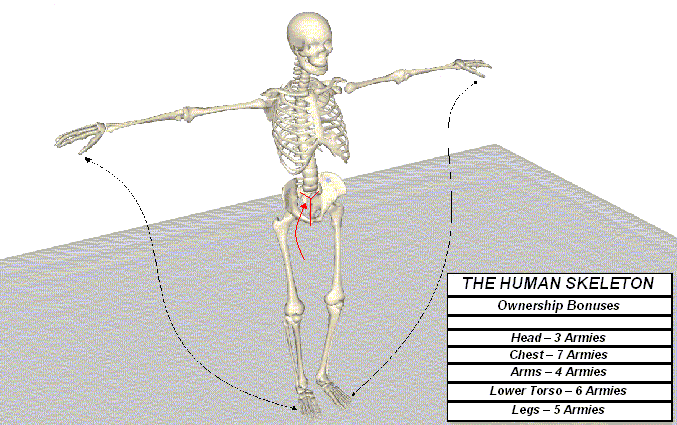 THE HUMAN SKELETON
Ownership Bonuses
Head – 3 Armies
Chest – 7 Armies
Arms – 4 Armies
Lower Torso – 6 Armies
Legs – 5 Armies